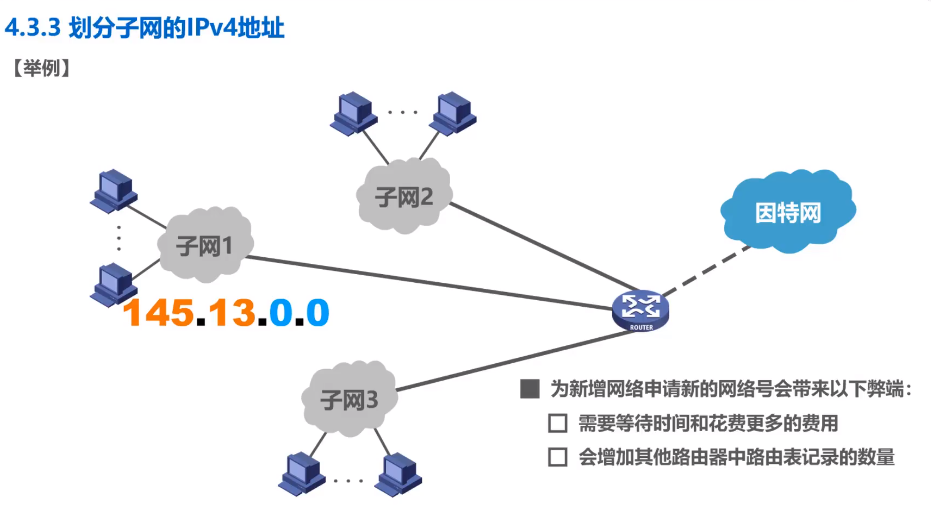 4.3.3 划分子网的IPv4地址
【举例】
···
子网2
因特网
子网1
145.13.0.0
ROUTER
子网3
为新增网络申请新的网络号会带来以下弊端：
需要等待时间和花费更多的费用
会增加其他路由器中路由表记录的数量
···